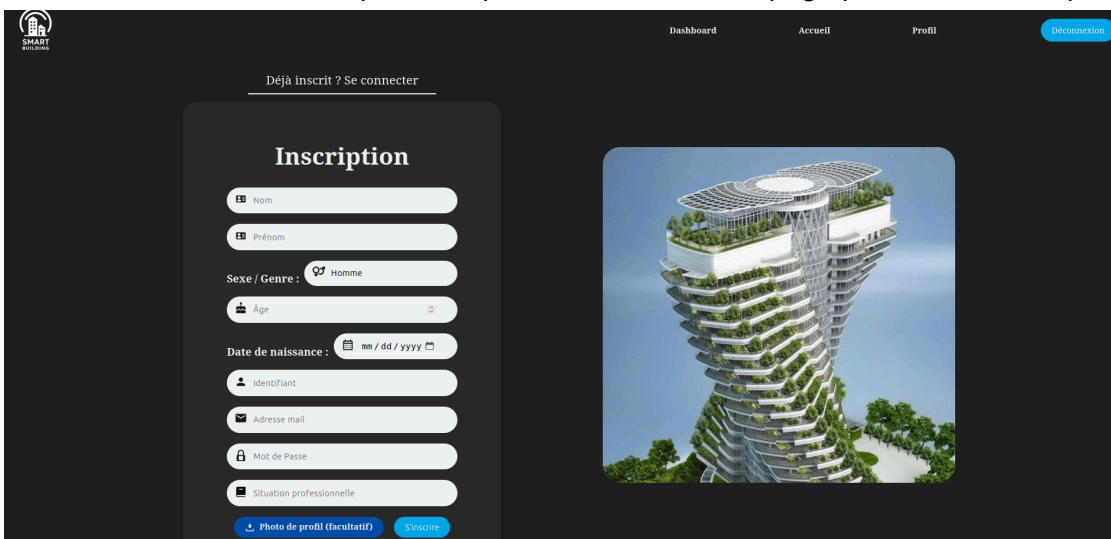 SMART
BUILDING
Dashboard
Accueil
Profil
Déconnexion
Déjà inscrit ? Se connecter
Inscription
Nom
Prénom
Sexe / Genre :
Homme
Âge
Date de naissance :
mm / dd / yyyy
Identifiant
Adresse mail
Mot de Passe
Situation professionnelle
Photo de profil (facultatif)
S'inscrire